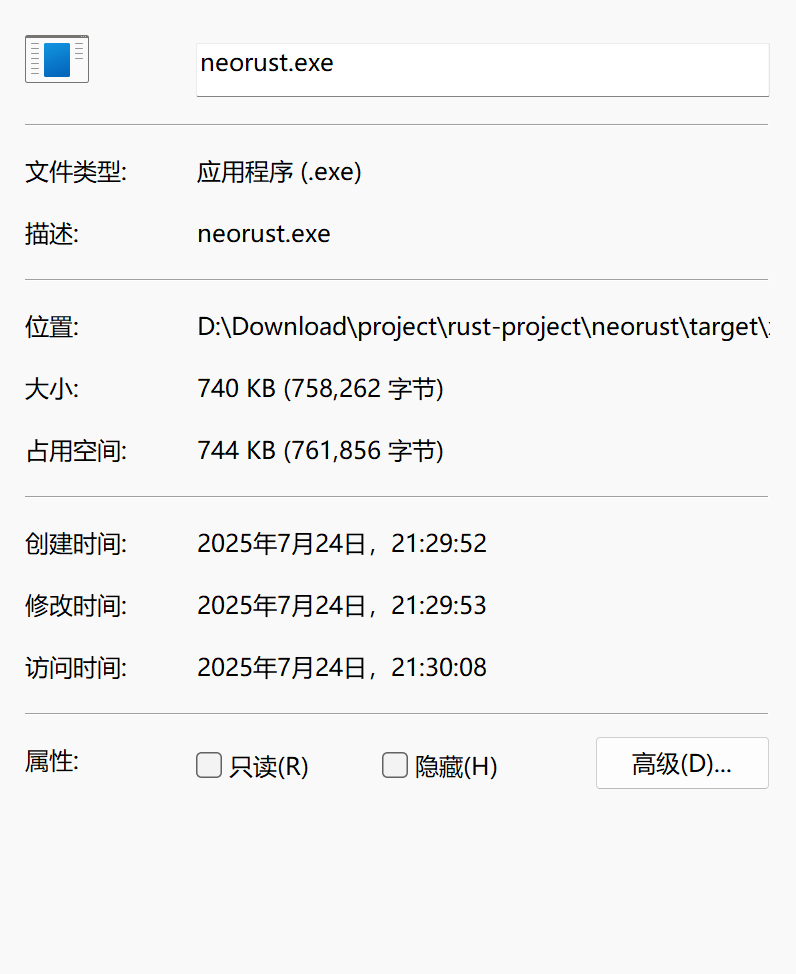 neorust.exe
文件类型: 应用程序 (.exe)
描述: neorust.exe
位置: D:\Download\project\rust-project\neorust\target\
大小: 740 KB (758,262 字节)
占用空间: 744 KB (761,856 字节)
创建时间: 2025年7月24日，21:29:52
修改时间: 2025年7月24日，21:29:53
访问时间: 2025年7月24日，21:30:08
属性: 只读(R) 隐藏(H) 高级(D)...